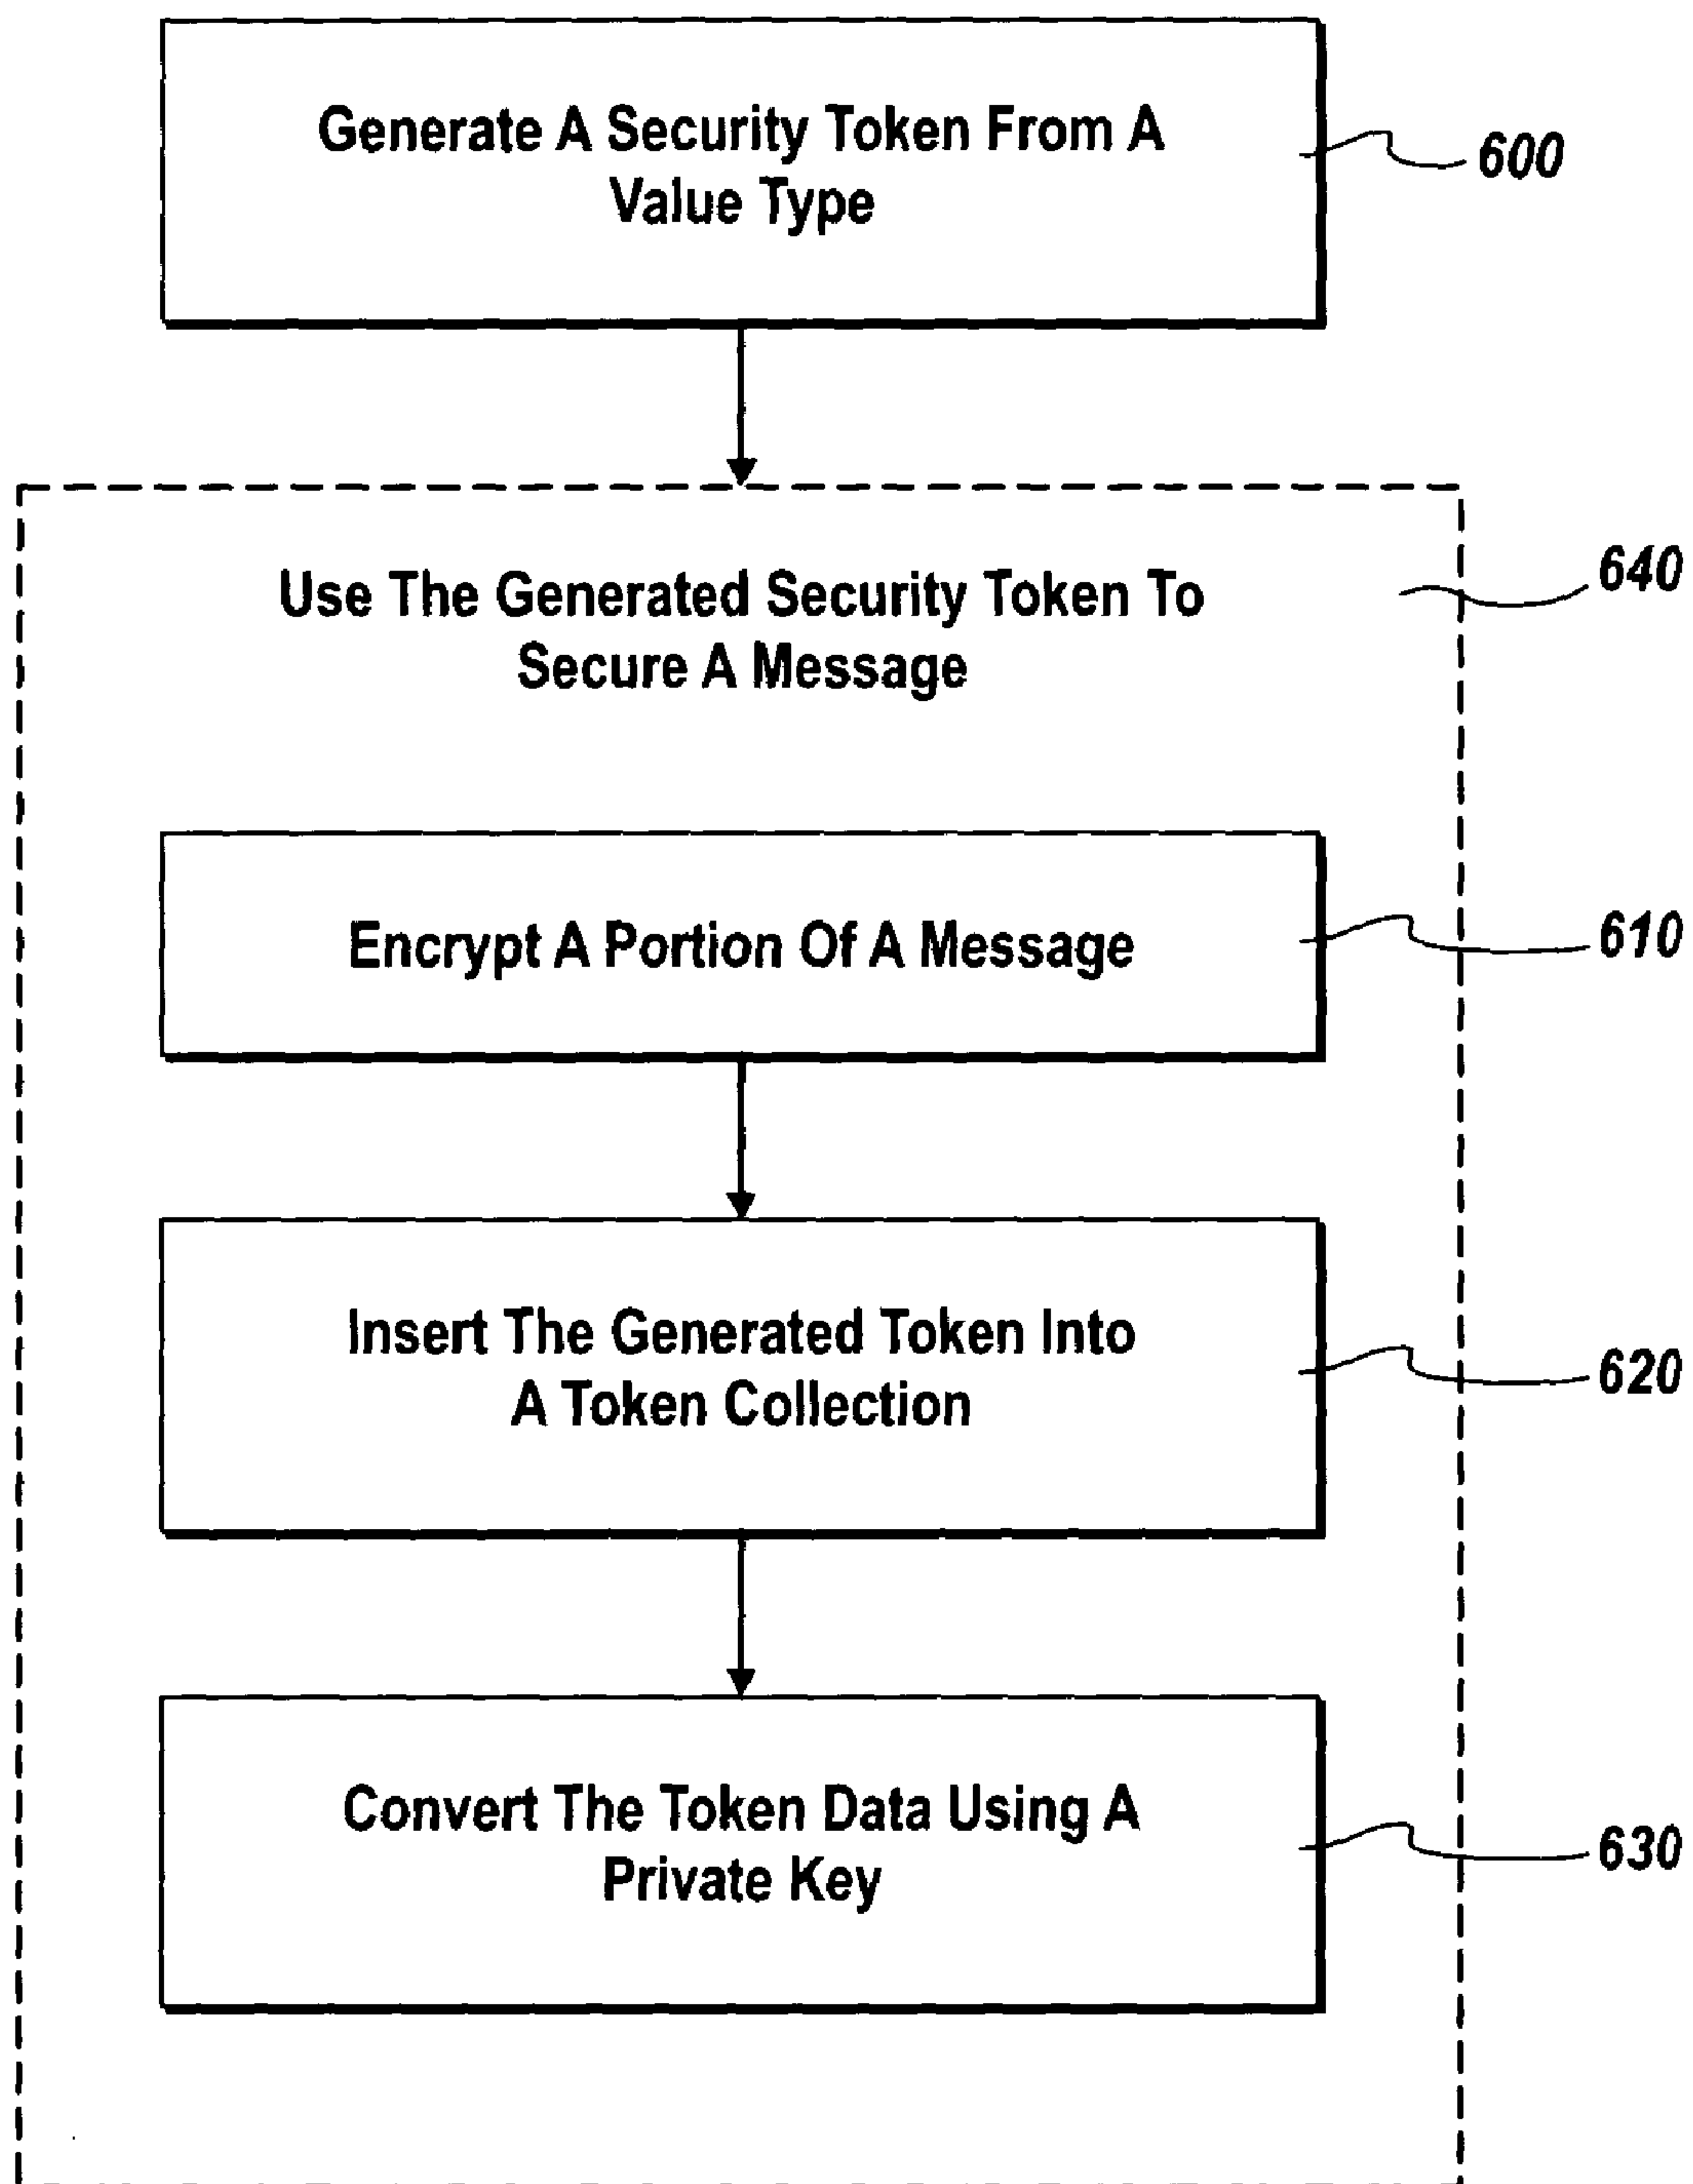 Generate A Security Token From A
Value Type
600
Use The Generated Security Token To
Secure A Message
640
Encrypt A Portion Of A Message
610
Insert The Generated Token Into
A Token Collection
620
Convert The Token Data Using A
Private Key
630